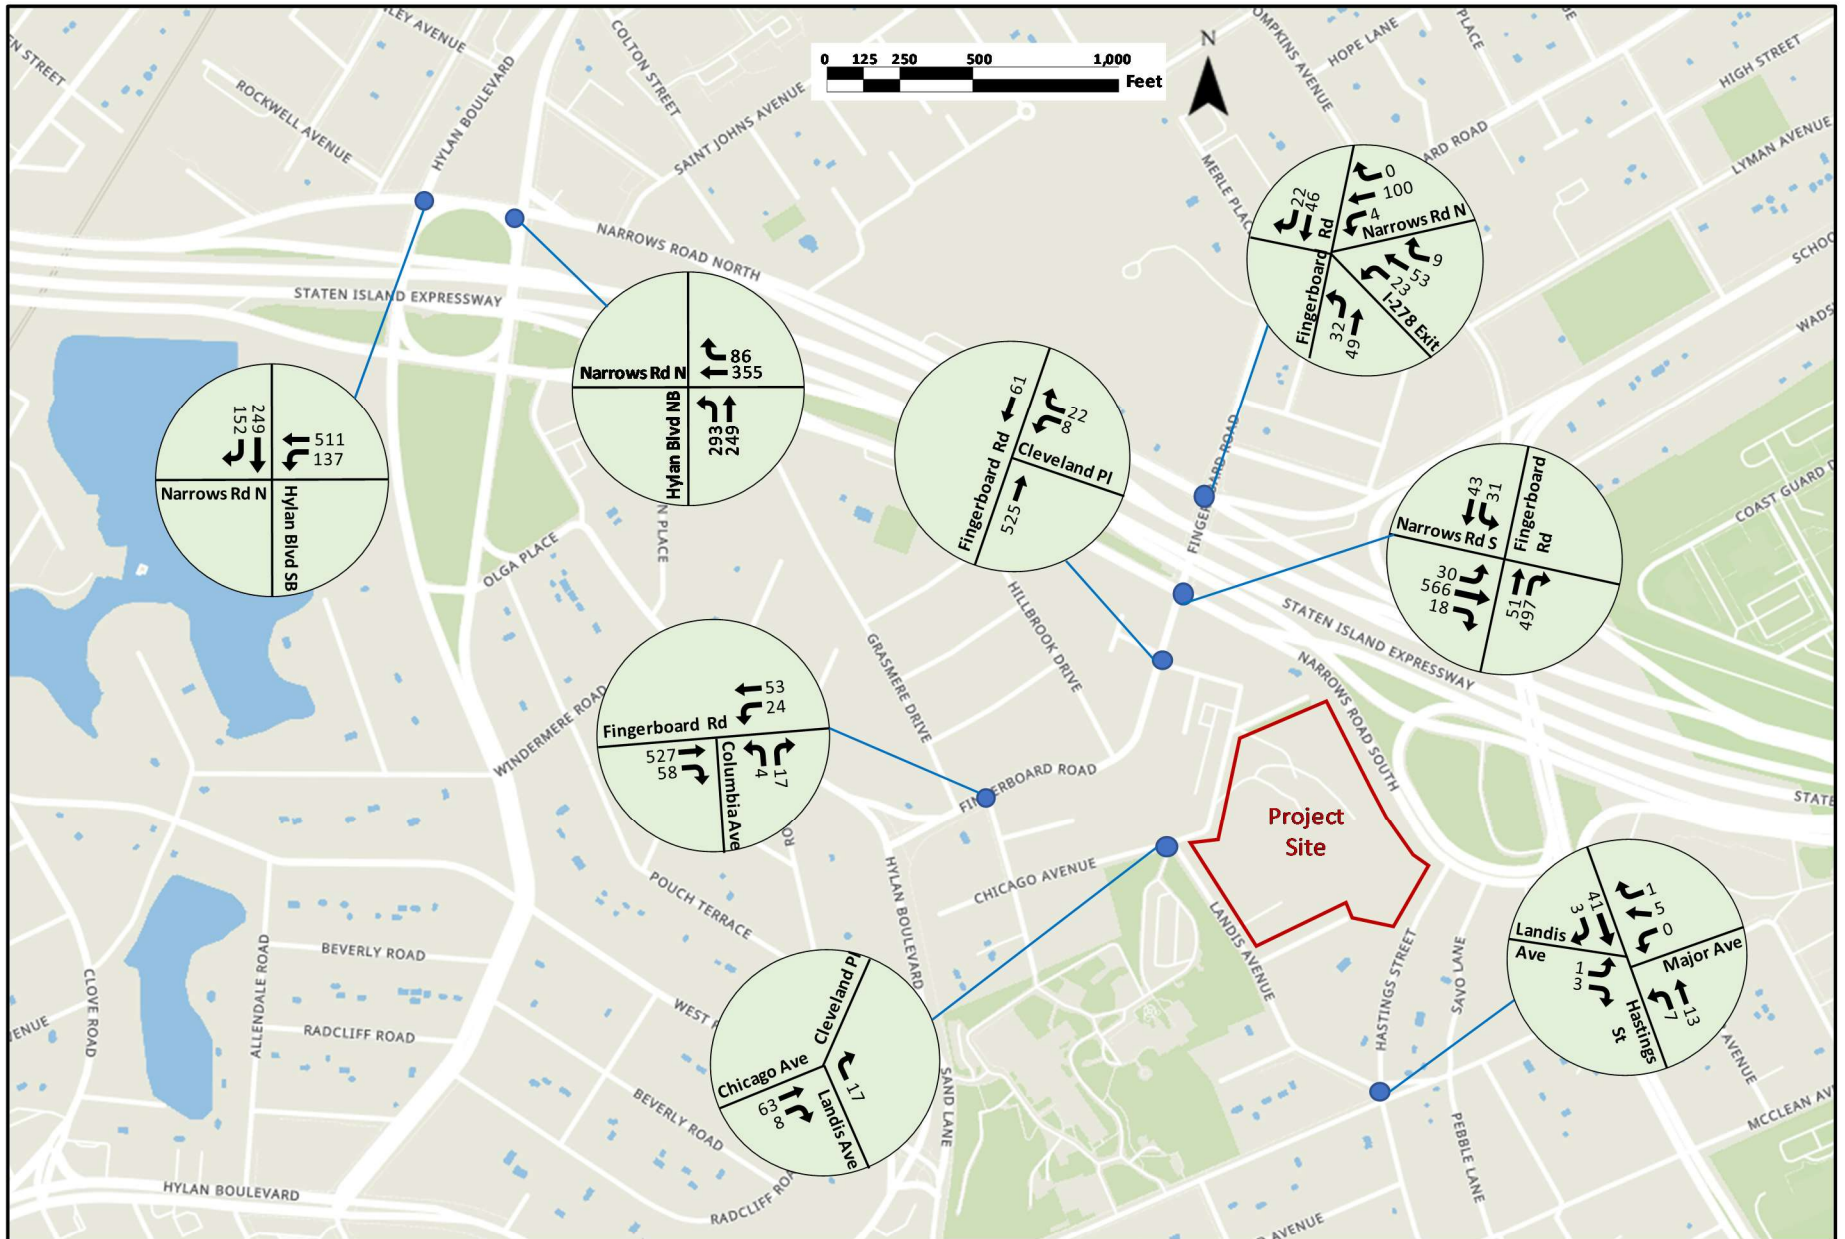 0 125 250 500 1,000
Feet
N
COLTON STREET
ROCKWELL AVENUE
HYLAN BOULEVARD
SAINT JOHNS AVENUE
HOPE LANE
PLACE
HIGH STREET
LYMAN AVENUE
NARROWS ROAD NORTH
STATEN ISLAND EXPRESSWAY
22
46
0
100
4
Narrows Rd N
Fingerboard Rd
9
53
23
I-278 Exit
32
49
86
355
Narrows Rd N
Hylan Blvd NB
293
249
152
249
511
137
Narrows Rd N
Hylan Blvd SB
61
22
8
Cleveland Pl
Fingerboard Rd
525
43
31
Narrows Rd S
Fingerboard
Rd
30
566
18
51
497
COAST GUARD D
OLGA PLACE
HILLBROOK DRIVE
GRASMERE DRIVE
WINDERMERE ROAD
STATEN ISLAND EXPRESSWAY
NARROWS ROAD SOUTH
53
24
Fingerboard Rd
527
58
Columbia Ave
4
17
Project
Site
CHICAGO AVENUE
HYLAN BOULEVARD
POUCH TERRACE
LANDIS AVENUE
BEVERLY ROAD
ALLENDALE ROAD
CLOVE ROAD
RADCLIFF ROAD
HASTINGS STREET
SAVO LANE
3
41
1
5
0
Landis
Ave
Major Ave
1
3
7
13
Hastings
St
Cleveland Pl
Chicago Ave
63
8
17
Landis Ave
BEVERLY ROAD
SAND LANE
PEBBLE LANE
HYLAN BOULEVARD